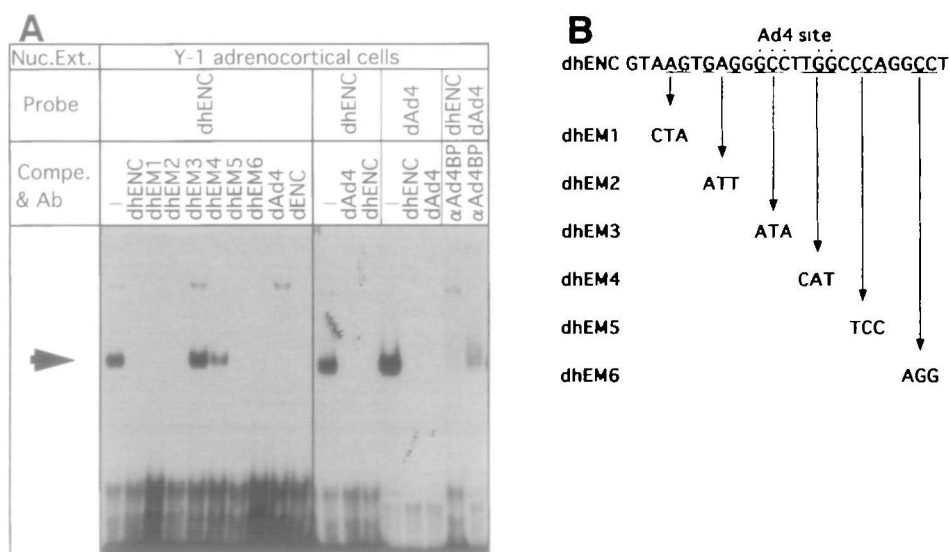 A
Nuc.Ext. Y-1 adrenocortical cells
Probe dhENC dhENC dAd4 dhENC dAd4
Compe. & Ab – dhENC dhEM1 dhEM2 dhEM3 dhEM4 dhEM5 dhEM6 dAd4 dENC – dAd4 dhENC – dhENC dAd4 αAd4BP αAd4BP
B
Ad4 site
dhENC GTAAGTGAGGGCCTTGGCCCAGGCCT
dhEM1 CTA
dhEM2 ATT
dhEM3 ATA
dhEM4 CAT
dhEM5 TCC
dhEM6 AGG